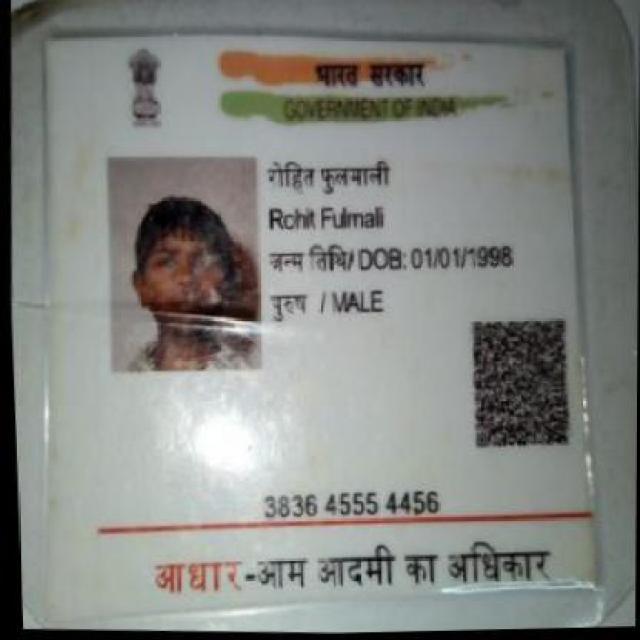 भारत सरकार
GOVERNMENT OF INDIA
रोहित फुलमाली
Rohit Fulmali
जन्म तिथि/ DOB: 01/01/1998
पुरुष / MALE
3836 4555 4456
आधार-आम आदमी का अधिकार